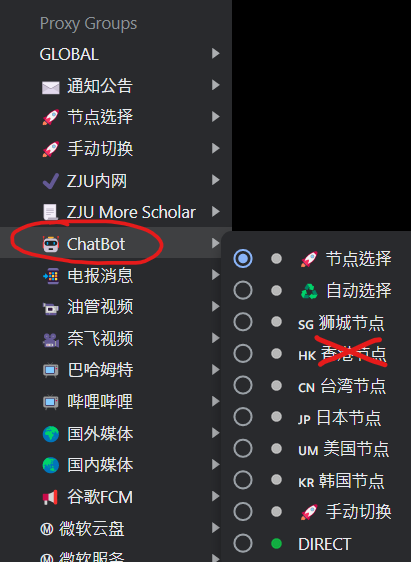 Proxy Groups
GLOBAL
通知公告
节点选择
手动切换
ZJU内网
ZJU More Scholar
ChatBot
电报消息
油管视频
奈飞视频
巴哈姆特
哔哩哔哩
国外媒体
国内媒体
谷歌FCM
微软云盘
微软服务
节点选择
自动选择
SG 狮城节点
HK 香港节点
CN 台湾节点
JP 日本节点
UM 美国节点
KR 韩国节点
手动切换
DIRECT